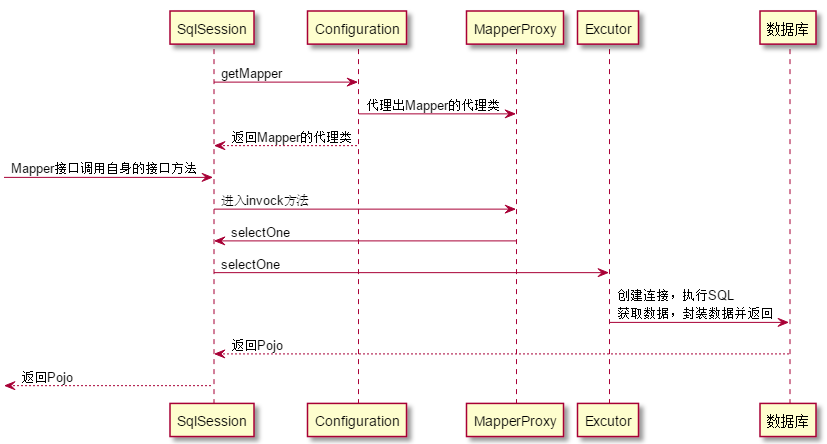 SqlSession Configuration MapperProxy Excutor 数据库
getMapper
代理出Mapper的代理类
返回Mapper的代理类
Mapper接口调用自身的接口方法
进入invock方法
selectOne
selectOne
创建连接，执行SQL
获取数据，封装数据并返回
返回Pojo
返回Pojo
SqlSession Configuration MapperProxy Excutor 数据库